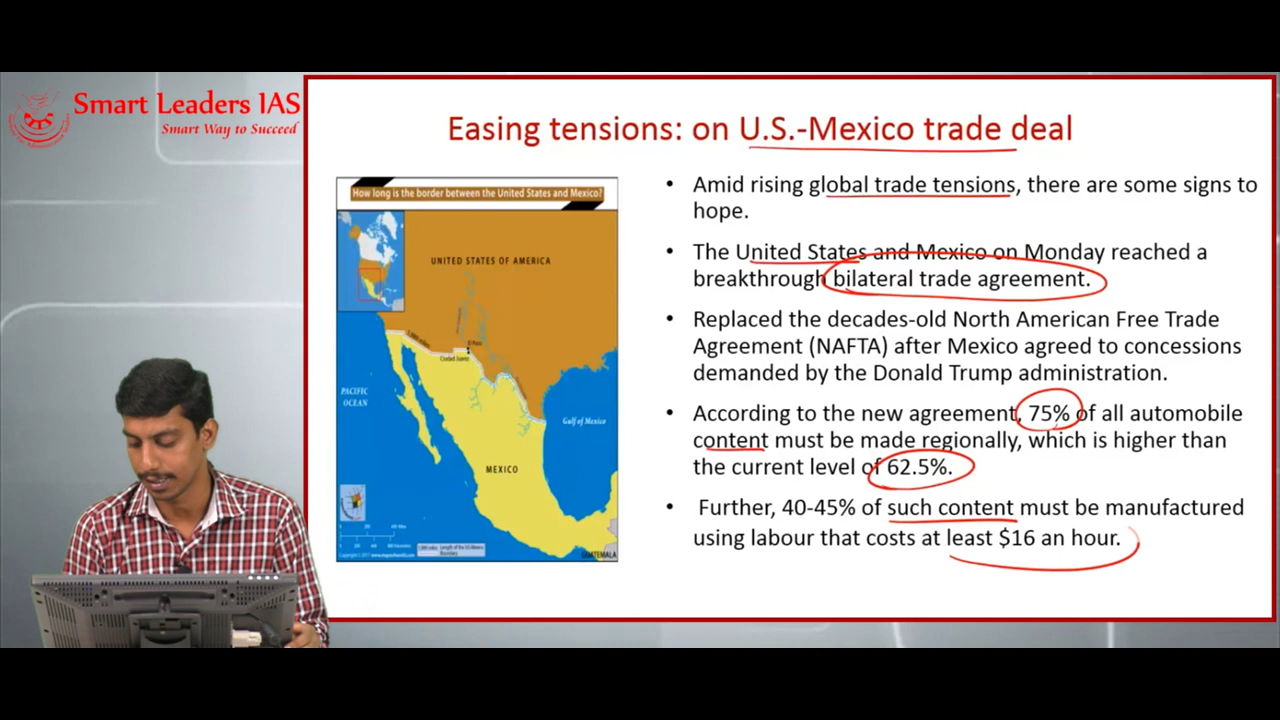 Smart Leaders IAS
Smart Way to Succeed
Easing tensions: on U.S.-Mexico trade deal
How long is the border between the United States and Mexico?
UNITED STATES OF AMERICA
El Paso
Ciudad Juarez
PACIFIC
OCEAN
Gulf of Mexico
MEXICO
GUATEMALA
• Amid rising global trade tensions, there are some signs to
hope.
• The United States and Mexico on Monday reached a
breakthrough bilateral trade agreement.
• Replaced the decades-old North American Free Trade
Agreement (NAFTA) after Mexico agreed to concessions
demanded by the Donald Trump administration.
• According to the new agreement, 75% of all automobile
content must be made regionally, which is higher than
the current level of 62.5%.
• Further, 40-45% of such content must be manufactured
using labour that costs at least $16 an hour.